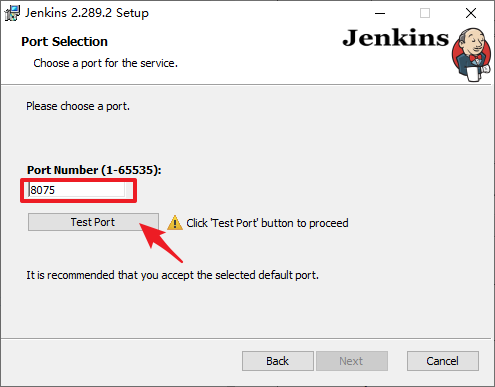 Jenkins 2.289.2 Setup
Port Selection
Choose a port for the service.
Jenkins
Please choose a port.
Port Number (1-65535):
8075
Test Port
Click 'Test Port' button to proceed
It is recommended that you accept the selected default port.
Back
Next
Cancel